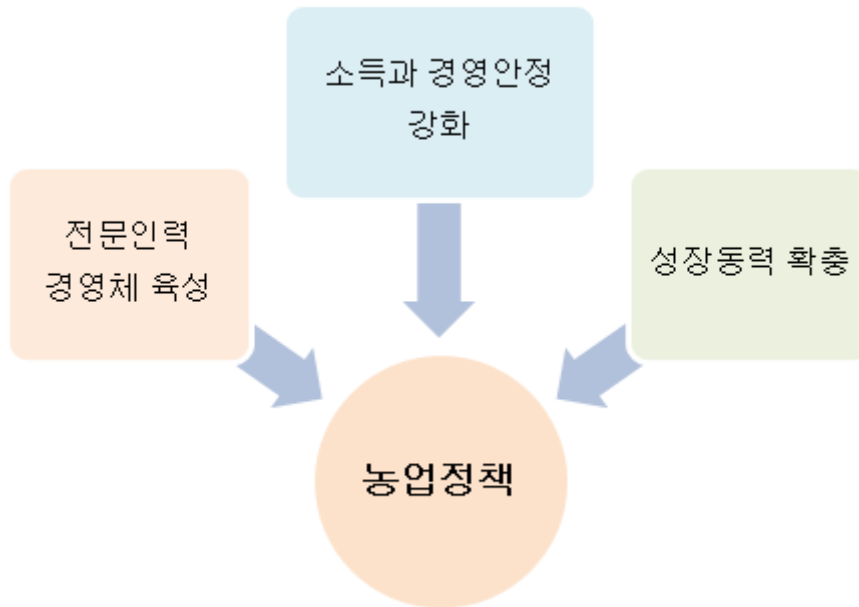 소득과 경영안정
강화
전문인력
경영체 육성
성장동력 확충
농업정책